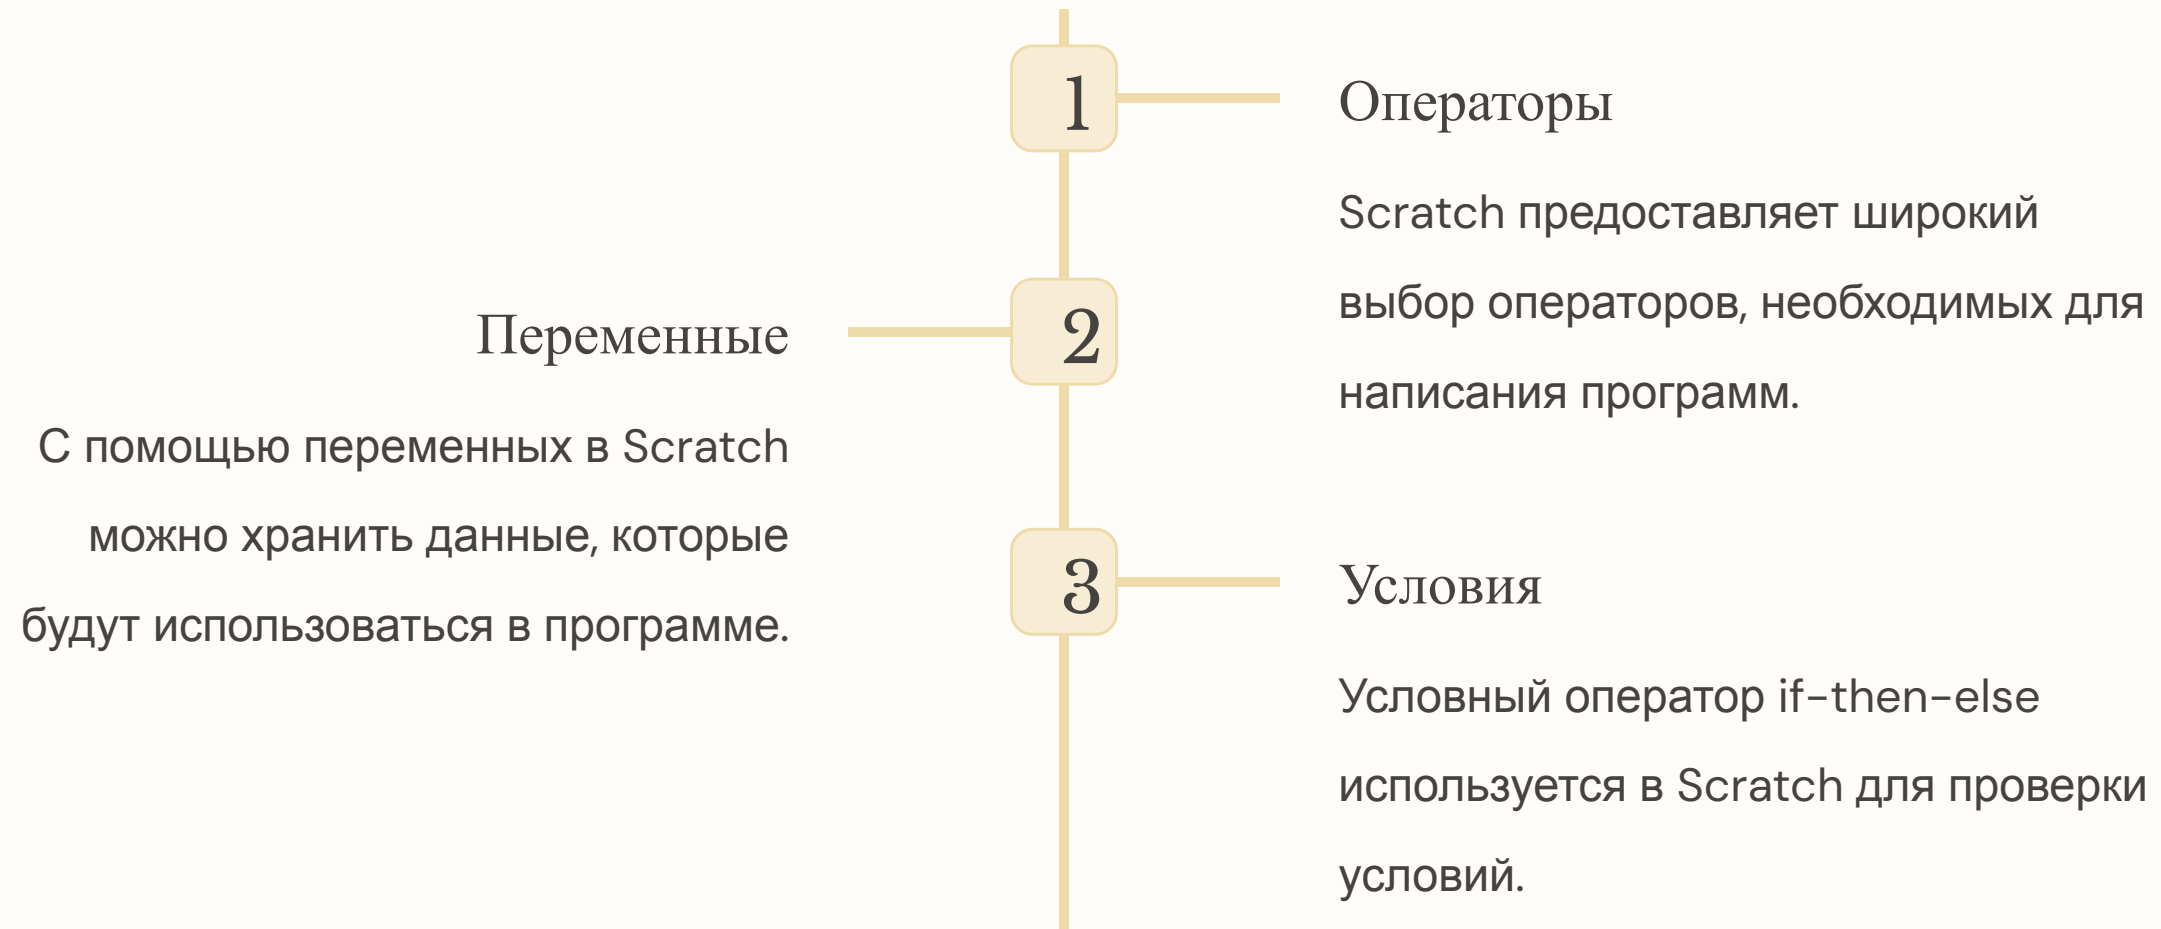 1
Операторы
Scratch предоставляет широкий
выбор операторов, необходимых для
написания программ.
2
Переменные
С помощью переменных в Scratch
можно хранить данные, которые
будут использоваться в программе.
3
Условия
Условный оператор if-then-else
используется в Scratch для проверки
условий.